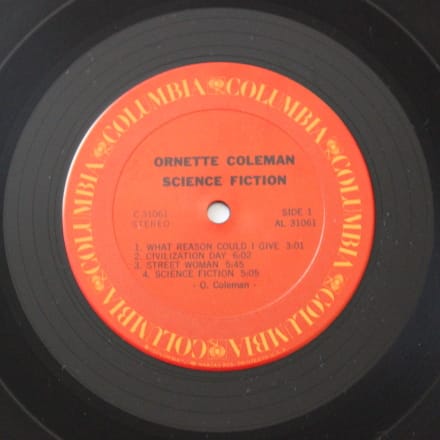 COLUMBIA COLUMBIA COLUMBIA COLUMBIA COLUMBIA COLUMBIA
ORNETTE COLEMAN
SCIENCE FICTION
C 31061
STEREO
SIDE 1
AL 31061
1. WHAT REASON COULD I GIVE 3:01
2. CIVILIZATION DAY 6:02
3. STREET WOMAN 5:45
4. SCIENCE FICTION 5:05
- O. Coleman -